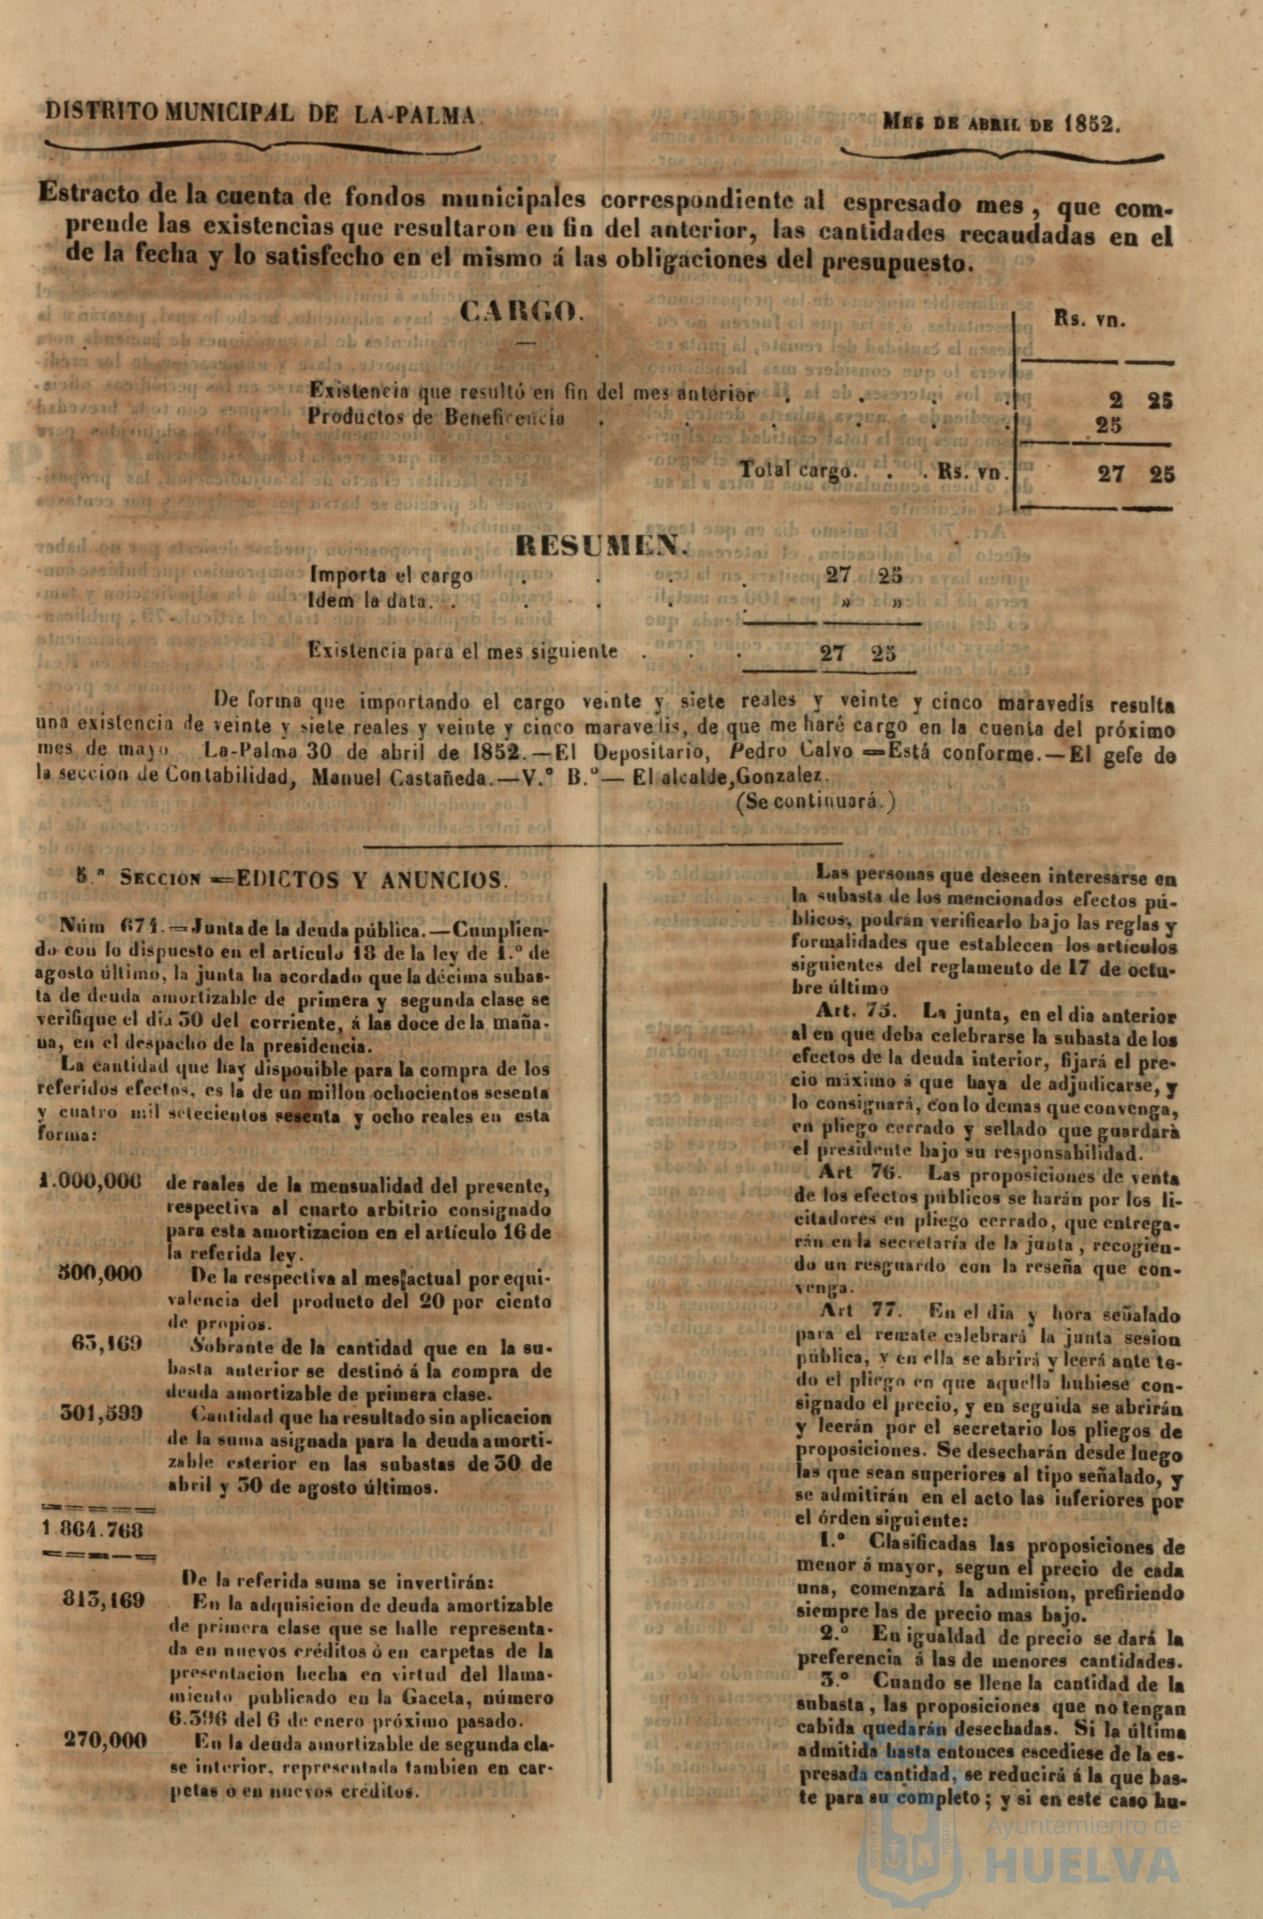 DISTRITO MUNICIPAL DE LA-PALMA.
MES DE ABRIL DE 1852.
Estracto de la cuenta de fondos municipales correspondiente al espresado mes, que com-
prende las existencias que resultaron en fin del anterior, las cantidades recaudadas en el
de la fecha y lo satisfecho en el mismo á las obligaciones del presupuesto.
CARGO.
Rs. vn.
Existencia que resultó en fin del mes anterior . . . . 2 25
Productos de Beneficencia . . . . . . 25
Total cargo. . . Rs. vn. 27 25
RESUMEN.
Importa el cargo . . . . 27 25
Idem la data. . . . . . » »
Existencia para el mes siguiente . . . 27 25
De forma que importando el cargo veinte y siete reales y veinte y cinco maravedís resulta
una existencia de veinte y siete reales y veinte y cinco maravedis, de que me haré cargo en la cuenta del próximo
mes de mayo La-Palma 30 de abril de 1852.—El Depositario, Pedro Calvo =Está conforme.—El gefe de
la seccion de Contabilidad, Manuel Castañeda.—V.° B.°— El alcalde, Gonzalez.
(Se continuará.)
5.ª SECCION =EDICTOS Y ANUNCIOS.
Núm 674.=Junta de la deuda pública.—Cumplien-
do con lo dispuesto en el artículo 18 de la ley de 1.° de
agosto último, la junta ha acordado que la décima subas-
ta de deuda amortizable de primera y segunda clase se
verifique el dia 30 del corriente, á las doce de la maña-
na, en el despacho de la presidencia.
La cantidad que hay disponible para la compra de los
referidos efectos, es la de un millon ochocientos sesenta
y cuatro mil setecientos sesenta y ocho reales en esta
forma:
1.000,000 de raales de la mensualidad del presente,
respectiva al cuarto arbitrio consignado
para esta amortizacion en el artículo 16 de
la referida ley.
500,000 De la respectiva al mes actual por equi-
valencia del producto del 20 por ciento
de propios.
63,169 Sobrante de la cantidad que en la su-
basta anterior se destinó á la compra de
deuda amortizable de primera clase.
301,599 Cantidad que ha resultado sin aplicacion
de la suma asignada para la deuda amorti-
zable esterior en las subastas de 30 de
abril y 30 de agosto últimos.
1 864.768
De la referida suma se invertirán:
813,169 En la adquisicion de deuda amortizable
de primera clase que se halle representa-
da en nuevos créditos ò en carpetas de la
presentacion hecha en virtud del llama-
miento publicado en la Gaceta, número
6.396 del 6 de enero próximo pasado.
270,000 En la deuda amortizable de segunda cla-
se interior, representada tambien en car-
petas o en nuevos créditos.
Las personas que deseen interesarse en
la subasta de los mencionados efectos pú-
blicos, podrán verificarlo bajo las reglas y
formalidades que establecen los artículos
siguientes del reglamento de 17 de octu-
bre último
Art. 75. La junta, en el dia anterior
al en que deba celebrarse la subasta de los
efectos de la deuda interior, fijará el pre-
cio máximo á que haya de adjudicarse, y
lo consignará, con lo demas que convenga,
en pliego cerrado y sellado que guardarà
el presidente bajo su responsabilidad.
Art 76. Las proposiciones de venta
de los efectos públicos se harán por los li-
citadores en pliego cerrado, que entrega-
rán en la secretaría de la junta, recogien-
do un resguardo con la reseña que con-
venga.
Art 77. En el dia y hora señalado
para el remate celebrará la junta sesion
pública, y en ella se abrirá y leerá ante to-
do el pliego en que aquella hubiese con-
signado el precio, y en seguida se abrirán
y leerán por el secretario los pliegos de
proposiciones. Se desecharán desde luego
las que sean superiores al tipo señalado, y
se admitirán en el acto las inferiores por
el órden siguiente:
1.° Clasificadas las proposiciones de
menor á mayor, segun el precio de cada
una, comenzará la admision, prefiriendo
siempre las de precio mas bajo.
2.° En igualdad de precio se dará la
preferencia á las de menores cantidades.
3.° Cuando se llene la cantidad de la
subasta, las proposiciones que no tengan
cabida quedarán desechadas. Si la última
admitida hasta entonces escediese de la es-
presada cantidad, se reducirá á la que bas-
te para su completo; y si en este caso hu-
Ayuntamiento de
HUELVA